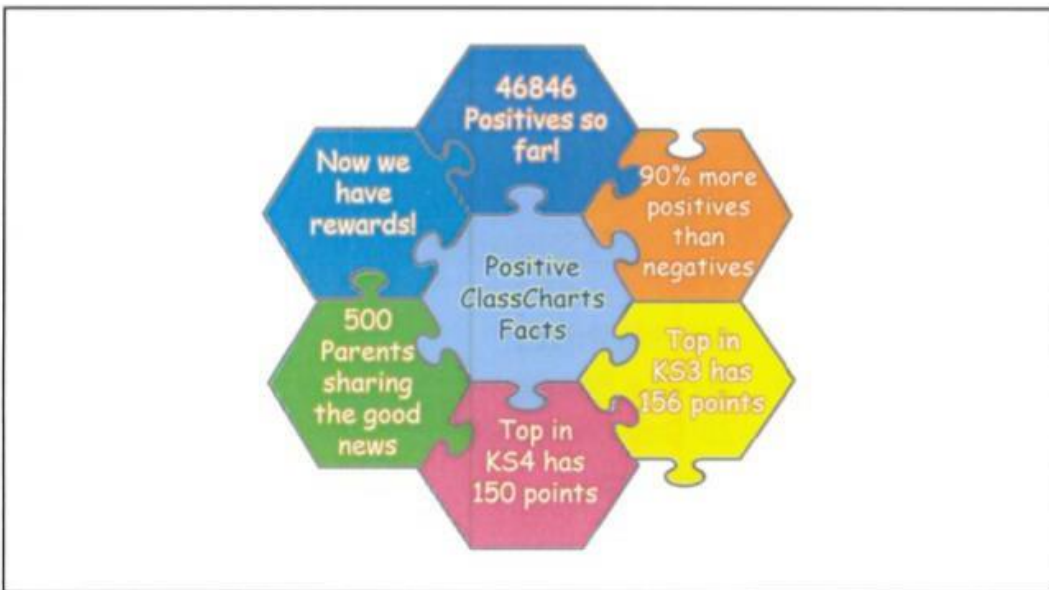 46846
Positives so
far!
90% more
positives
than
negatives
Top in
KS3 has
156 points
Top in
KS4 has
150 points
500
Parents
sharing
the good
news
Now we
have
rewards!
Positive
ClassCharts
Facts